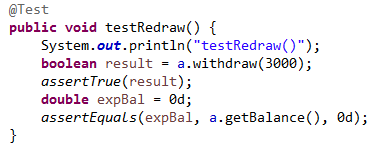 @Test
public void testRedraw() {
    System.out.println("testRedraw()");
    boolean result = a.withdraw(3000);
    assertTrue(result);
    double expBal = 0d;
    assertEquals(expBal, a.getBalance(), 0d);
}